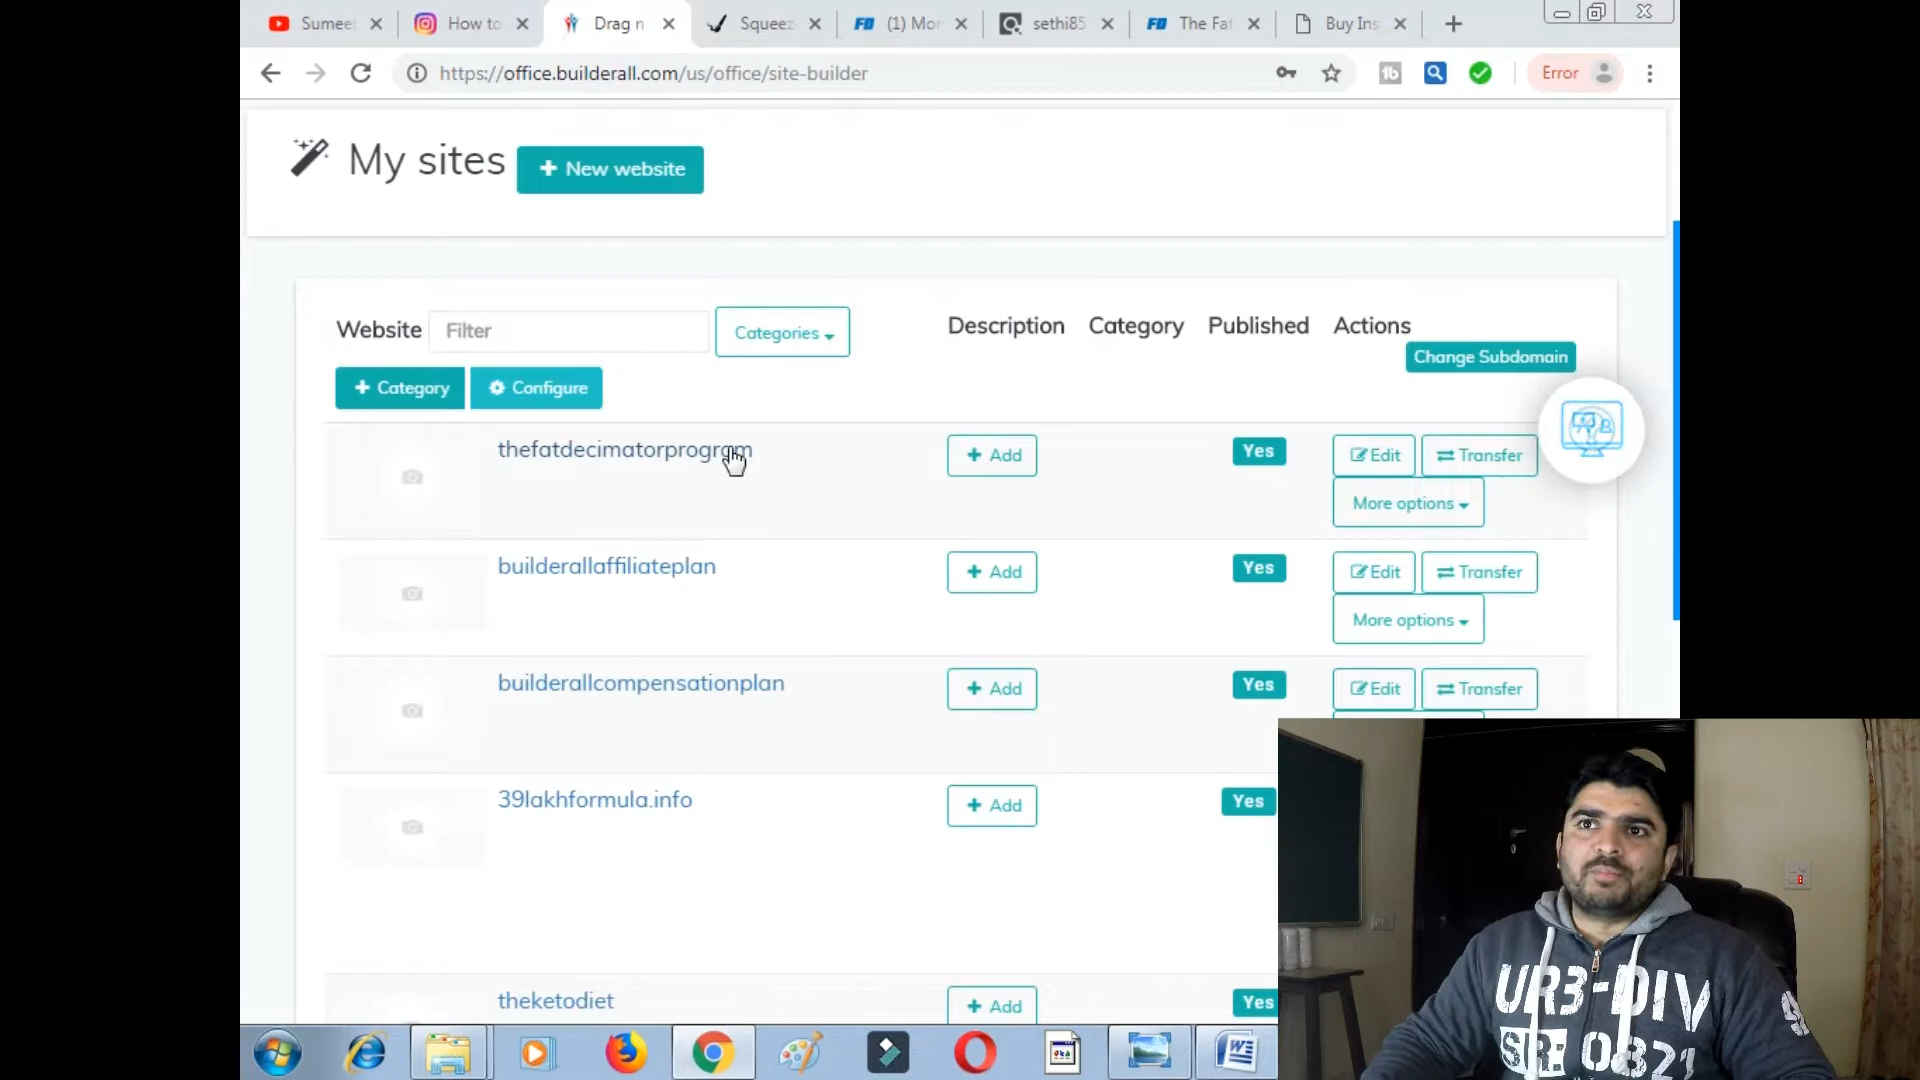 Sumeet
How to
Drag n
Squeez
(1) Mor
sethi85
The Fat
Buy Ins
https://office.builderall.com/us/office/site-builder
Error
My sites
+ New website
Website
Filter
Categories
Description
Category
Published
Actions
Change Subdomain
+ Category
Configure
thefatdecimatorprogram
+ Add
Yes
Edit
Transfer
More options
builderallaffiliateplan
+ Add
Yes
Edit
Transfer
More options
builderallcompensationplan
+ Add
Yes
Edit
Transfer
39lakhformula.info
+ Add
Yes
theketodiet
+ Add
Yes
UR3-DIV
SR: 0321